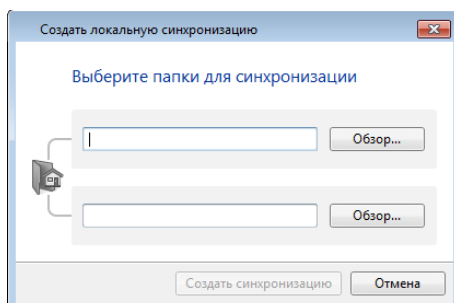 Создать локальную синхронизацию
Выберите папки для синхронизации
Обзор...
Обзор...
Создать синхронизацию
Отмена